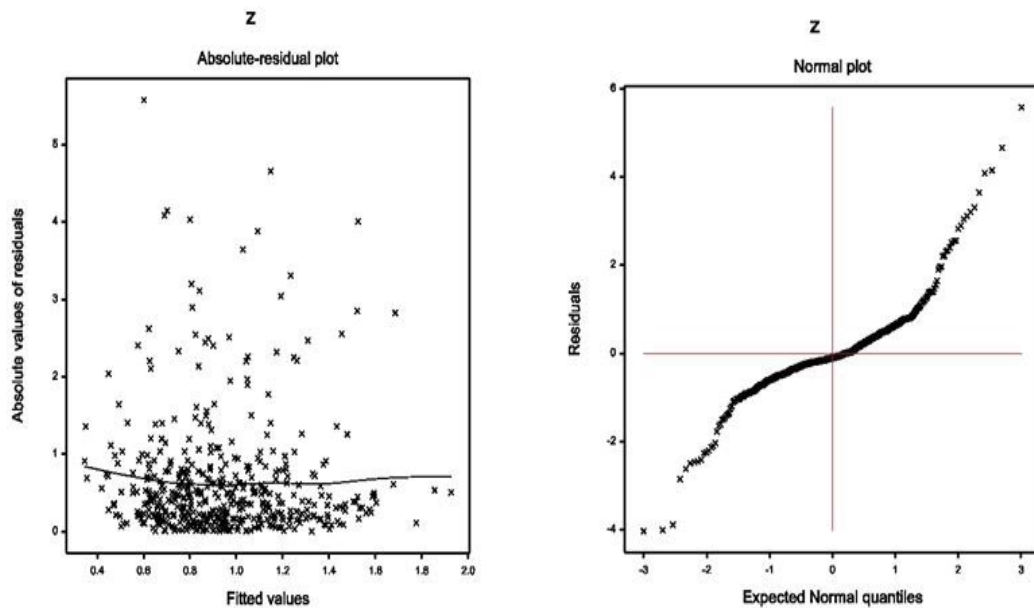 Z
Absolute-residual plot
Absolute values of residuals
5
4
3
2
1
0
0.4 0.6 0.8 1.0 1.2 1.4 1.6 1.8 2.0
Fitted values
Z
Normal plot
Residuals
6
4
2
0
-2
-4
-3 -2 -1 0 1 2 3
Expected Normal quantiles